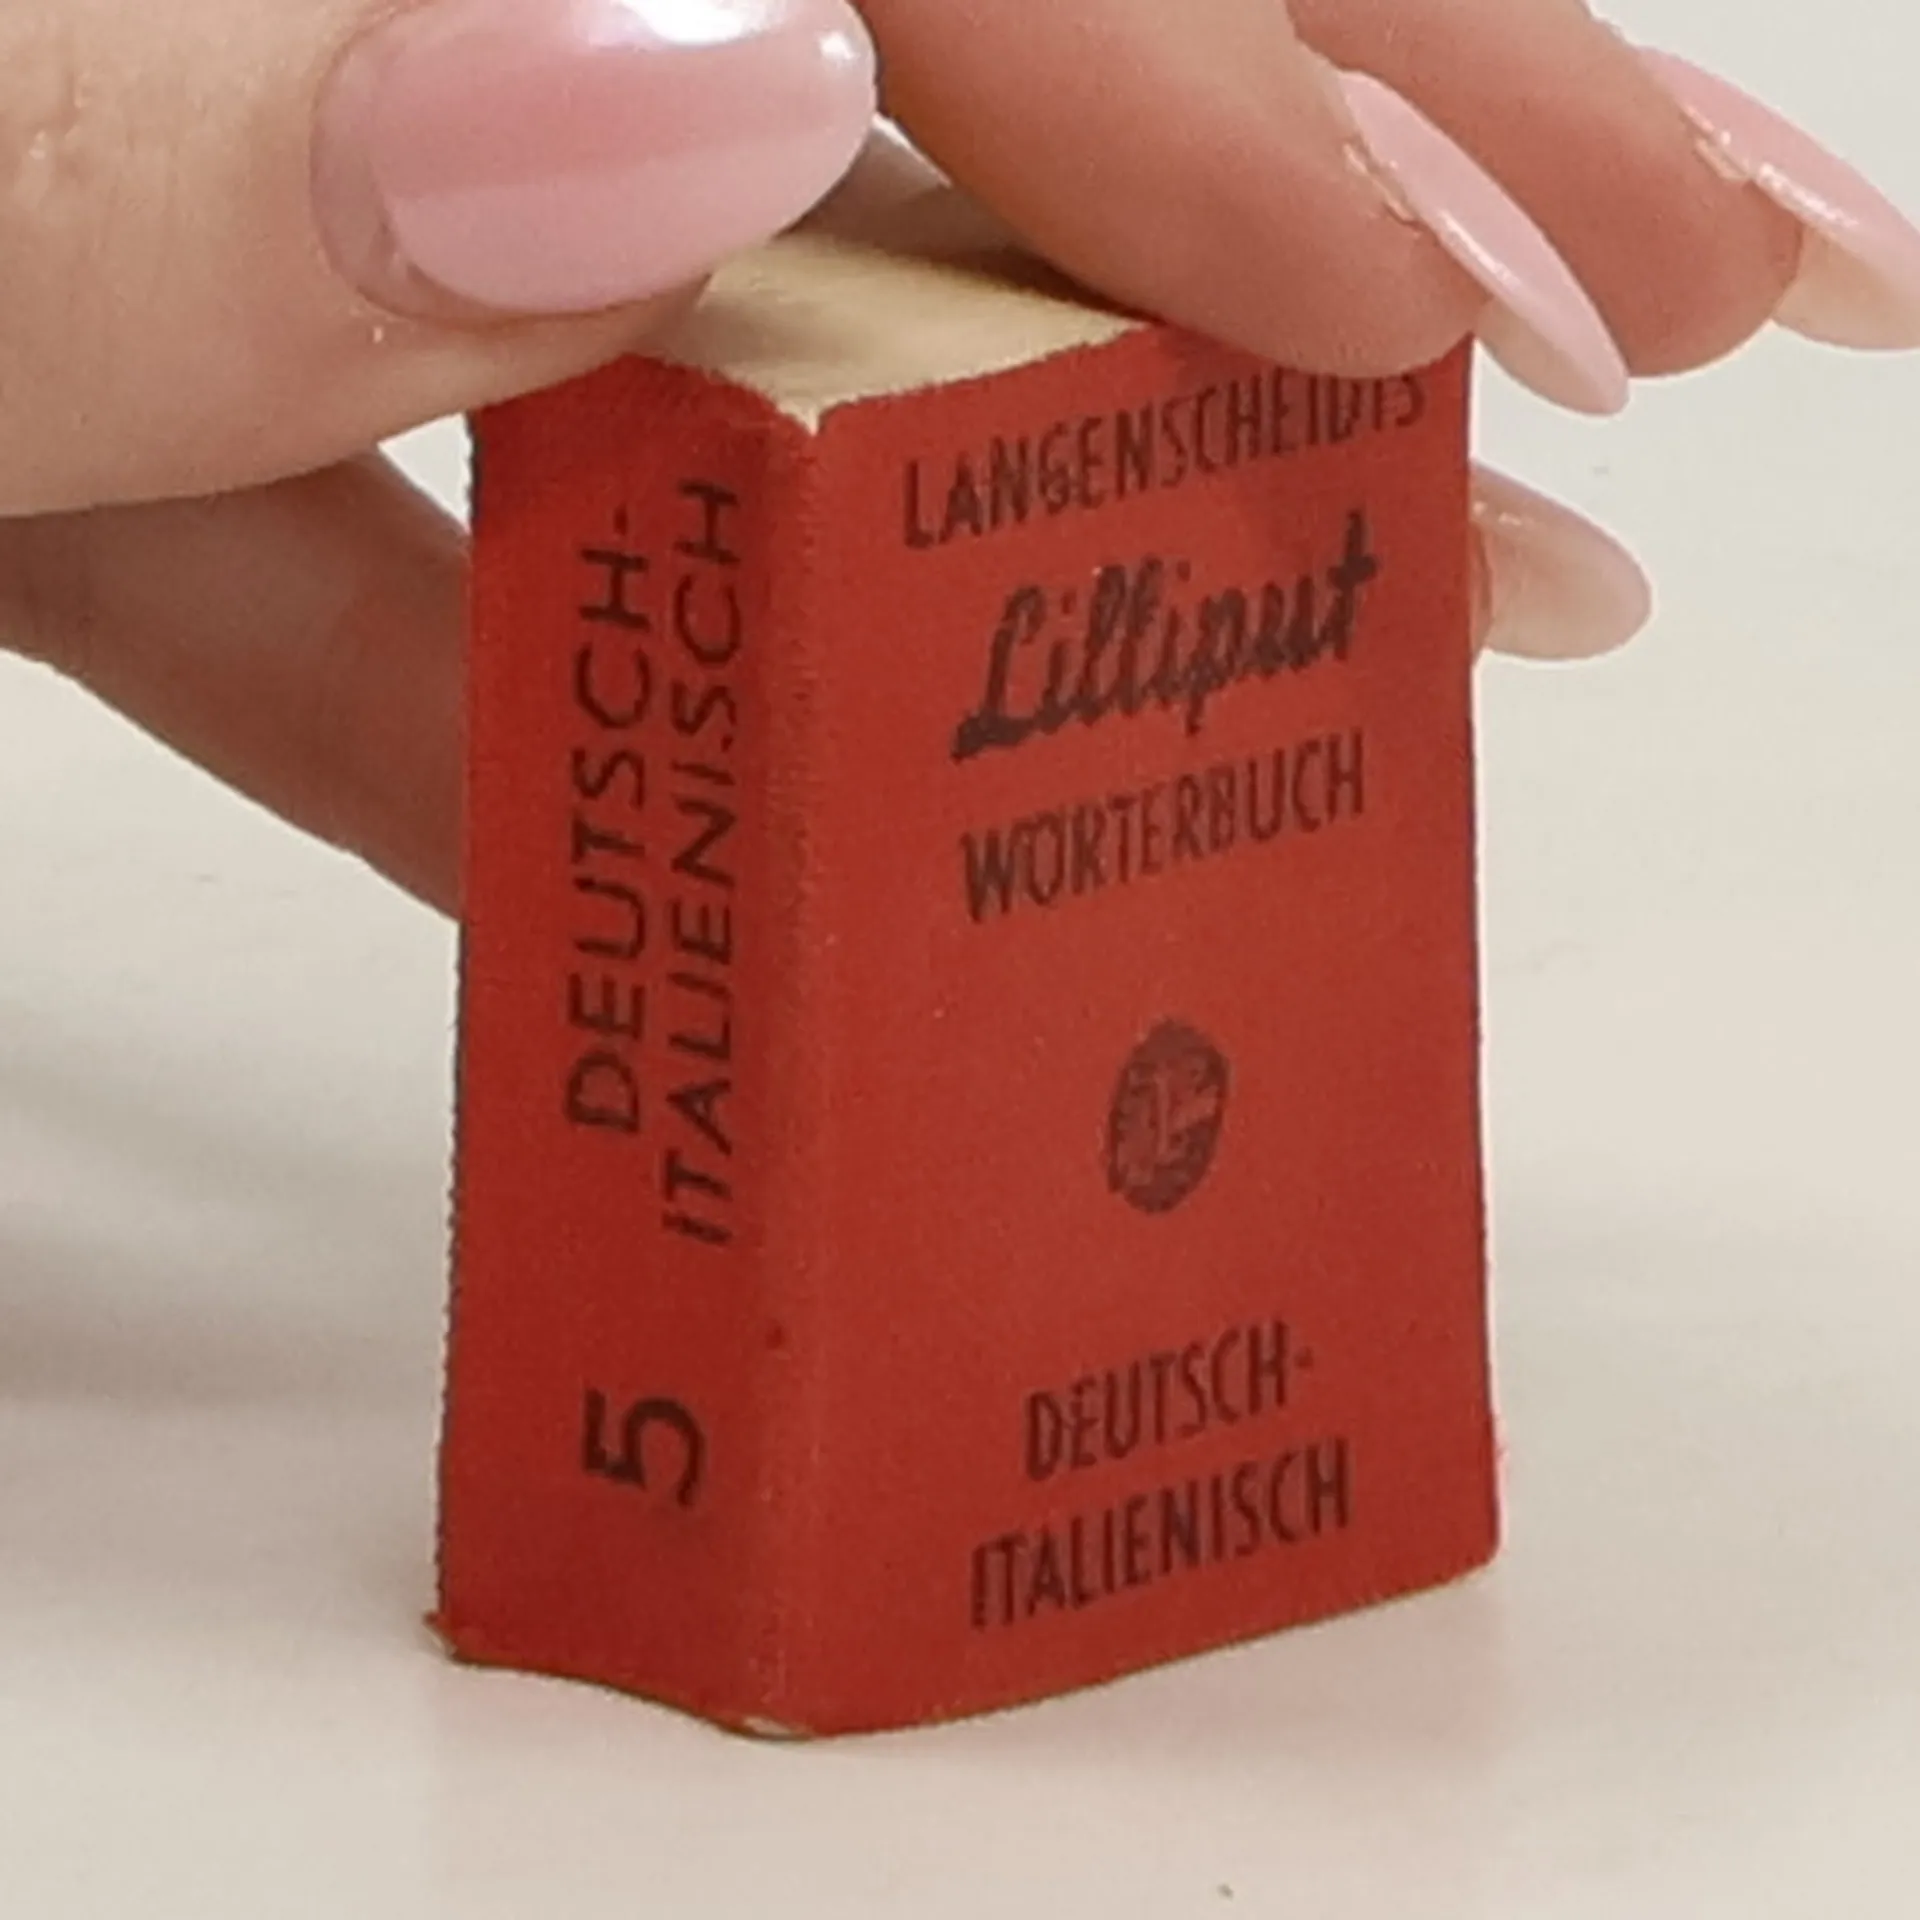 DEUTSCH-
ITALIENISCH
5
LANGENSCHEIDTS
Lilliput
WÖRTERBUCH
L
DEUTSCH-
ITALIENISCH